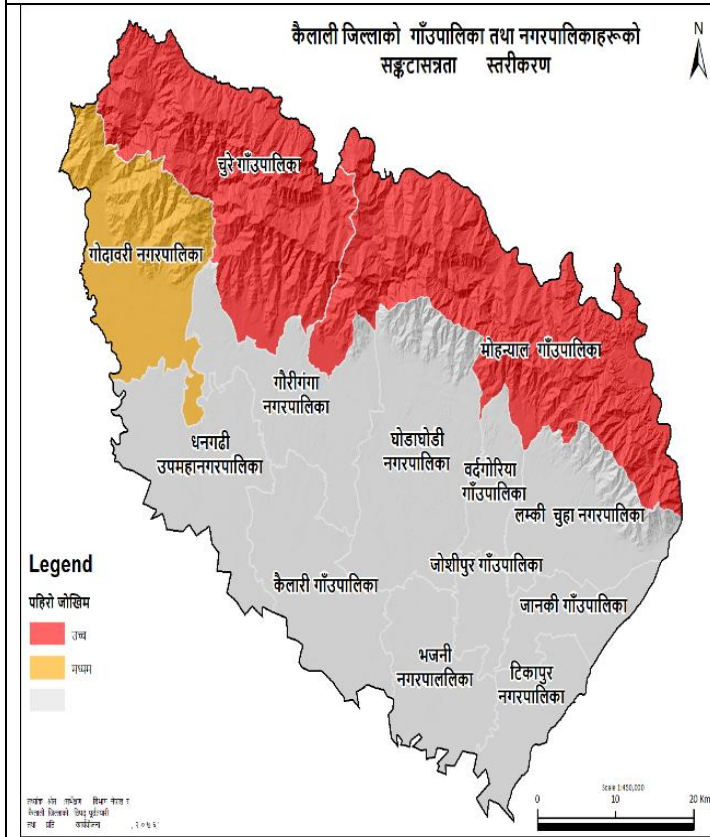 कैलाली जिल्लाको गाँउपालिका तथा नगरपालिकाहरूको
सङ्कटासन्नता स्तरीकरण
N
चुरे गाँउपालिका
गोदावरी नगरपालिका
मोहन्याल गाँउपालिका
गौरीगंगा
नगरपालिका
धनगढी
उपमहानगरपालिका
घोडाघोडी
नगरपालिका
वर्दगोरिया
गाँउपालिका
लम्की चुहा नगरपालिका
जोशीपुर गाँउपालिका
कैलारी गाँउपालिका
जानकी गाँउपालिका
भजनी
नगरपाललिका
टिकापुर
नगरपालिका
Legend
पहिरो जोखिम
उच्च
मध्यम
Scale 1:450,000
0 10 20 Km